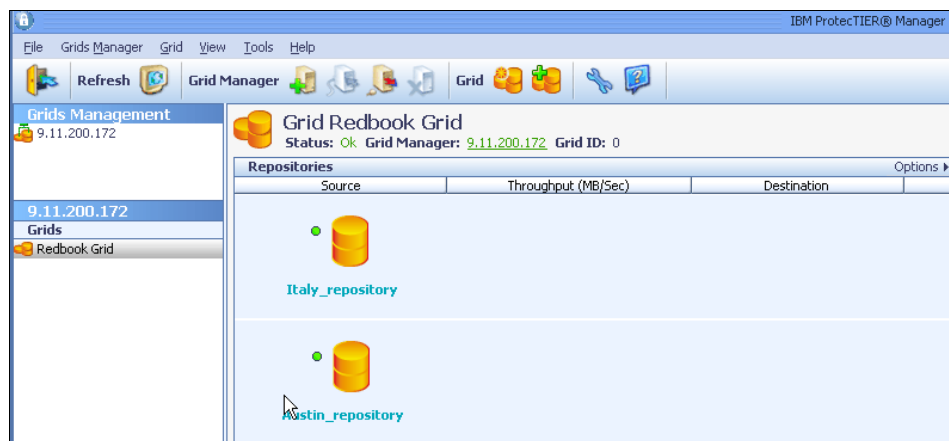 IBM ProtecTIER® Manager
File Grids Manager Grid View Tools Help
Refresh Grid Manager Grid
Grids Management
9.11.200.172
Grid Redbook Grid
Status: Ok Grid Manager: 9.11.200.172 Grid ID: 0
Repositories Options
Source Throughput (MB/Sec) Destination
9.11.200.172
Grids
Redbook Grid
Italy_repository
Austin_repository